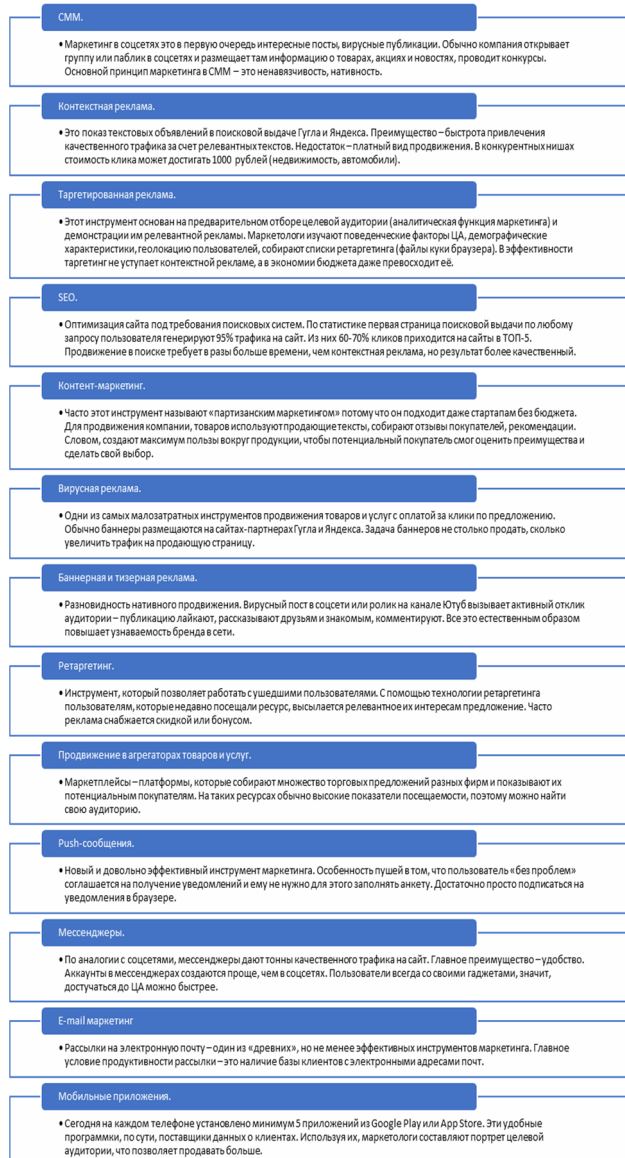 СММ.
• Маркетинг в соцсетях это в первую очередь интересные посты, вирусные публикации. Обычно компания открывает
группу или паблик в соцсетях и размещает там информацию о товарах, акциях и новостях, проводит конкурсы.
Основной принцип маркетинга в СММ – это ненавязчивость, нативность.
Контекстная реклама.
• Это показ текстовых объявлений в поисковой выдаче Гугла и Яндекса. Преимущество – быстрота привлечения
качественного трафика за счет релевантных текстов. Недостаток – платный вид продвижения. В конкурентных нишах
стоимость клика может достигать 1000 рублей (недвижимость, автомобили).
Таргетированная реклама.
• Этот инструмент основан на предварительном отборе целевой аудитории (аналитическая функция маркетинга) и
демонстрации им релевантной рекламы. Маркетологи изучают поведенческие факторы ЦА, демографические
характеристики, геолокацию пользователей, собирают списки ретаргетинга (файлы куки браузера). В эффективности
таргетинг не уступает контекстной рекламе, а в экономии бюджета даже превосходит её.
SEO.
• Оптимизация сайта под требования поисковых систем. По статистике первая страница поисковой выдачи по любому
запросу пользователя генерируют 95% трафика на сайт. Из них 60-70% кликов приходится на сайты в ТОП-5.
Продвижение в поиске требует в разы больше времени, чем контекстная реклама, но результат более качественный.
Контент-маркетинг.
• Часто этот инструмент называют «партизанским маркетингом» потому что он подходит даже стартапам без бюджета.
Для продвижения компании, товаров используют продающие тексты, собирают отзывы покупателей, рекомендации.
Словом, создают максимум пользы вокруг продукции, чтобы потенциальный покупатель смог оценить преимущества и
сделать свой выбор.
Вирусная реклама.
• Одни из самых малозатратных инструментов продвижения товаров и услуг с оплатой за клики по предложению.
Обычно баннеры размещаются на сайтах-партнерах Гугла и Яндекса. Задача баннеров не столько продать, сколько
увеличить трафик на продающую страницу.
Баннерная и тизерная реклама.
• Разновидность нативного продвижения. Вирусный пост в соцсети или ролик на канале Ютуб вызывает активный отклик
аудитории – публикацию лайкают, рассказывают друзьям и знакомым, комментируют. Все это естественным образом
повышает узнаваемость бренда в сети.
Ретаргетинг.
• Инструмент, который позволяет работать с ушедшими пользователями. С помощью технологии ретаргетинга
пользователям, которые недавно посещали ресурс, высылается релевантное их интересам предложение. Часто
реклама снабжается скидкой или бонусом.
Продвижение в агрегаторах товаров и услуг.
• Маркетплейсы – платформы, которые собирают множество торговых предложений разных фирм и показывают их
потенциальным покупателям. На таких ресурсах обычно высокие показатели посещаемости, поэтому можно найти
свою аудиторию.
Push-сообщения.
• Новый и довольно эффективный инструмент маркетинга. Особенность пушей в том, что пользователь «без проблем»
соглашается на получение уведомлений и ему не нужно для этого заполнять анкету. Достаточно просто подписаться на
уведомления в браузере.
Мессенджеры.
• По аналогии с соцсетями, мессенджеры дают тонны качественного трафика на сайт. Главное преимущество – удобство.
Аккаунты в мессенджерах создаются проще, чем в соцсетях. Пользователи всегда со своими гаджетами, значит,
достучаться до ЦА можно быстрее.
E-mail маркетинг
• Рассылки на электронную почту – один из «древних», но не менее эффективных инструментов маркетинга. Главное
условие продуктивности рассылки – это наличие базы клиентов с электронными адресами почт.
Мобильные приложения.
• Сегодня на каждом телефоне установлено минимум 5 приложений из Google Play или App Store. Эти удобные
программки, по сути, поставщики данных о клиентах. Используя их, маркетологи составляют портрет целевой
аудитории, что позволяет продавать больше.